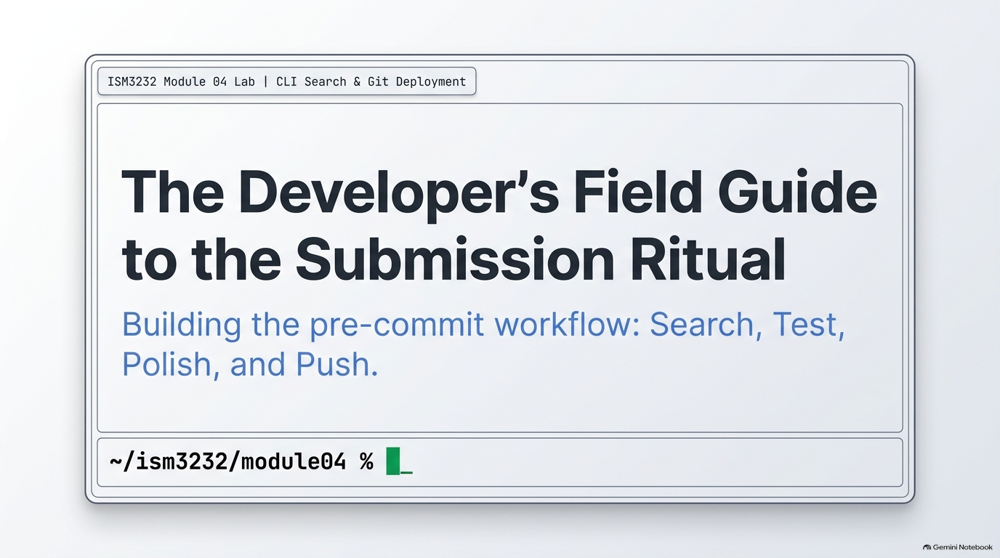 ISM3232 Module 04 Lab | CLI Search & Git Deployment
The Developer’s Field Guide
to the Submission Ritual
Building the pre-commit workflow: Search, Test,
Polish, and Push.
~/ism3232/module04 % █_
Gemini Notebook